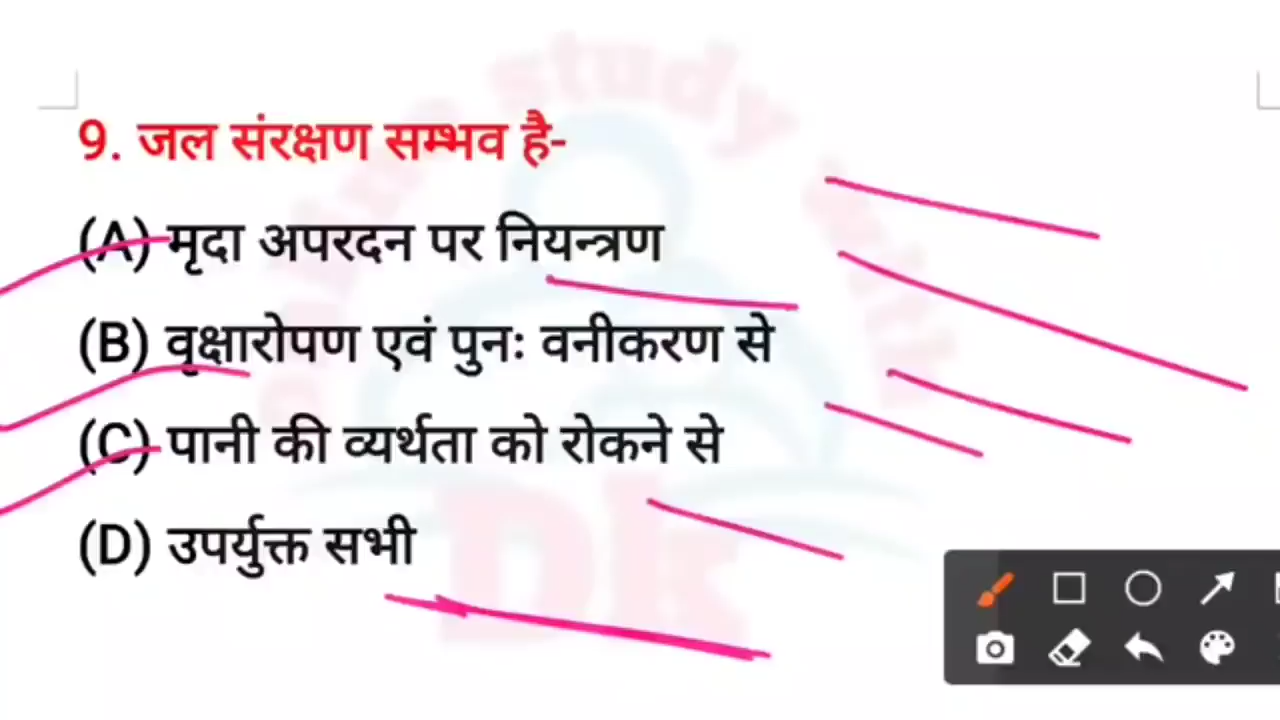 9. जल संरक्षण सम्भव है-
(A) मृदा अपरदन पर नियन्त्रण
(B) वृक्षारोपण एवं पुनः वनीकरण से
(C) पानी की व्यर्थता को रोकने से
(D) उपर्युक्त सभी